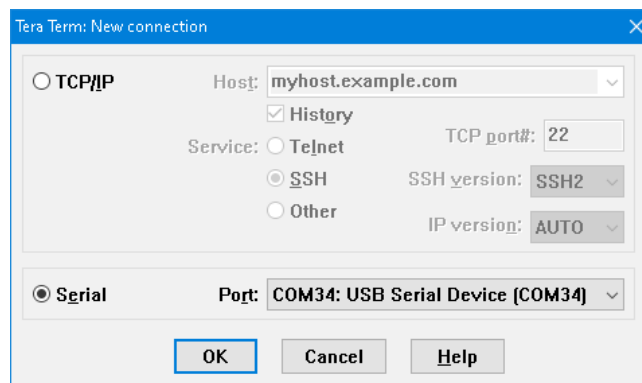 Tera Term: New connection
TCP/IP
Host: myhost.example.com
History
Service: Telnet
TCP port#: 22
SSH
SSH version: SSH2
Other
IP version: AUTO
Serial
Port: COM34: USB Serial Device (COM34)
OK Cancel Help